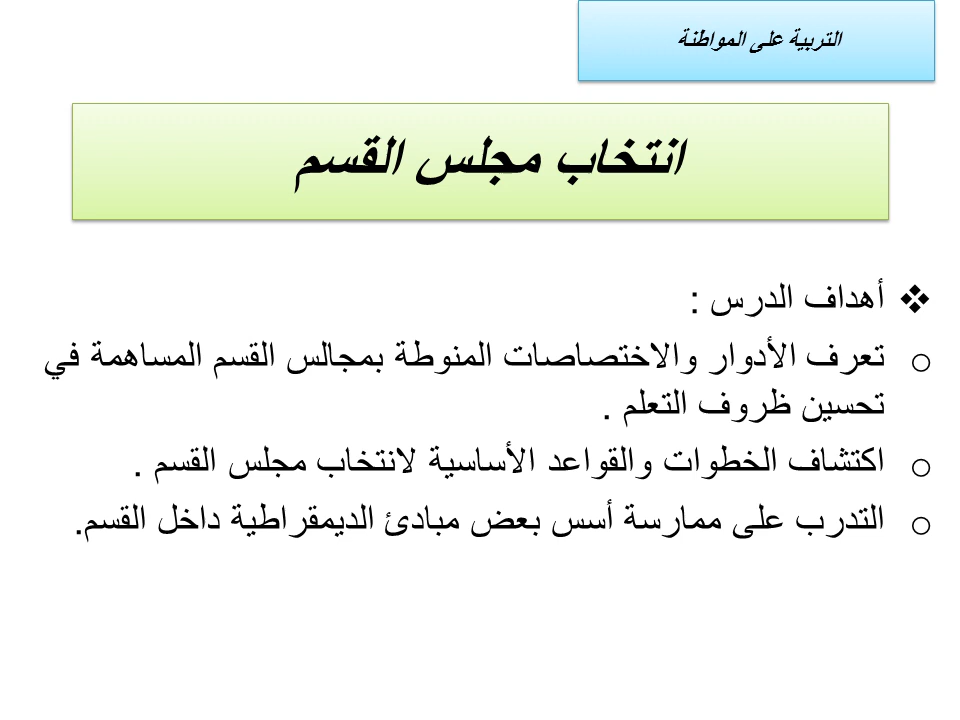 التربية على المواطنة
انتخاب مجلس القسم
❖ أهداف الدرس :
o تعرف الأدوار والاختصاصات المنوطة بمجالس القسم المساهمة في
تحسين ظروف التعلم .
o اكتشاف الخطوات والقواعد الأساسية لانتخاب مجلس القسم .
o التدرب على ممارسة أسس بعض مبادئ الديمقراطية داخل القسم.